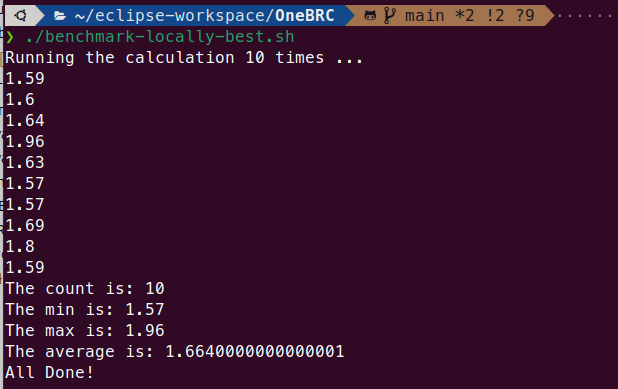 ~/eclipse-workspace/OneBRC main *2 !2 ?9
❯ ./benchmark-locally-best.sh
Running the calculation 10 times ...
1.59
1.6
1.64
1.96
1.63
1.57
1.57
1.69
1.8
1.59
The count is: 10
The min is: 1.57
The max is: 1.96
The average is: 1.6640000000000001
All Done!